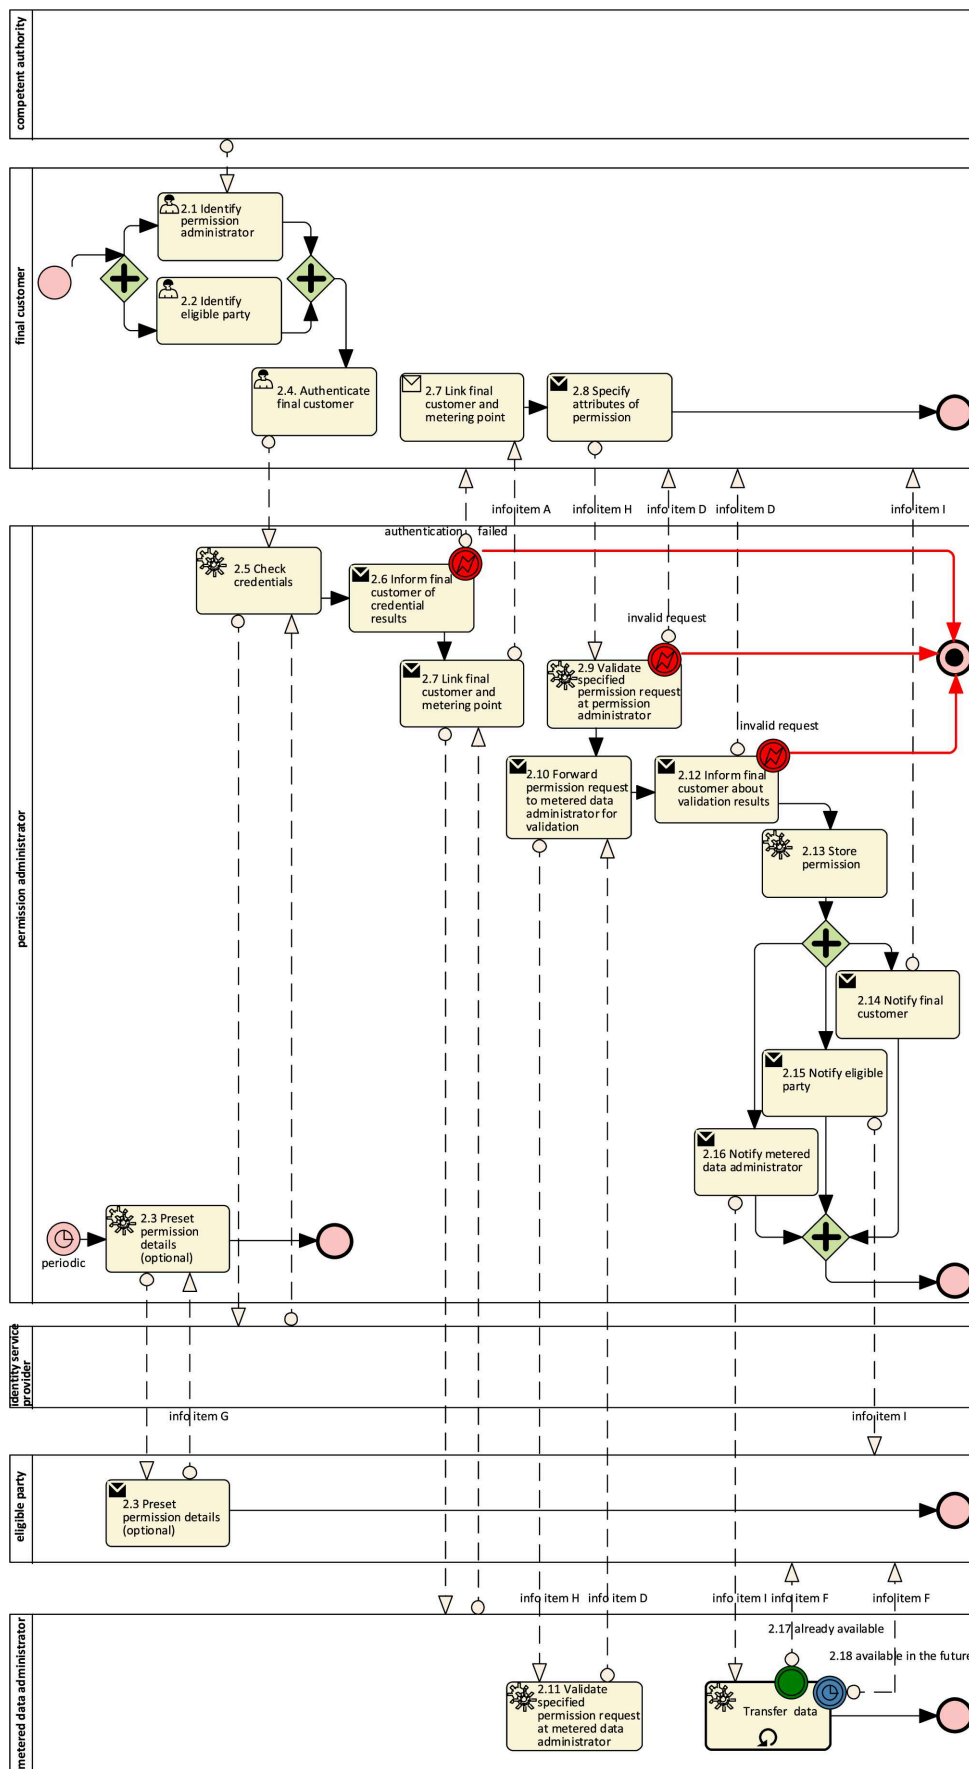 competent authority
final customer
2.1 Identify
permission
administrator
2.2 Identify
eligible party
2.4. Authenticate
final customer
2.7 Link final
customer and
metering point
2.8 Specify
attributes of
permission
info item A
info item H
info item D
info item D
info item I
permission administrator
authentication failed
2.5 Check
credentials
2.6 Inform final
customer of
credential
results
invalid request
2.7 Link final
customer and
metering point
2.9 Validate
specified
permission request
at permission
administrator
invalid request
2.10 Forward
permission request
to metered data
administrator for
validation
2.12 Inform final
customer about
validation results
2.13 Store
permission
2.14 Notify final
customer
2.15 Notify eligible
party
2.16 Notify metered
data administrator
periodic
2.3 Preset
permission
details
(optional)
identity service
provider
info item G
info item I
eligible party
2.3 Preset
permission details
(optional)
metered data administrator
info item H
info item D
info item I
info item F
info item F
2.17 already available
2.18 available in the future
2.11 Validate
specified
permission request
at metered data
administrator
Transfer data